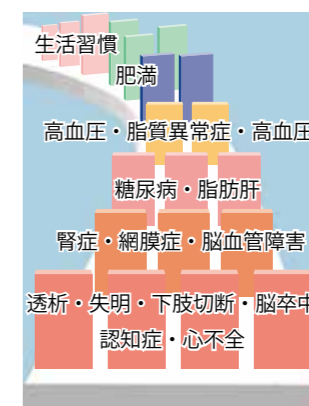 生活習慣
肥満
高血圧・脂質異常症・高血圧
糖尿病・脂肪肝
腎症・網膜症・脳血管障害
透析・失明・下肢切断・脳卒中
認知症・心不全